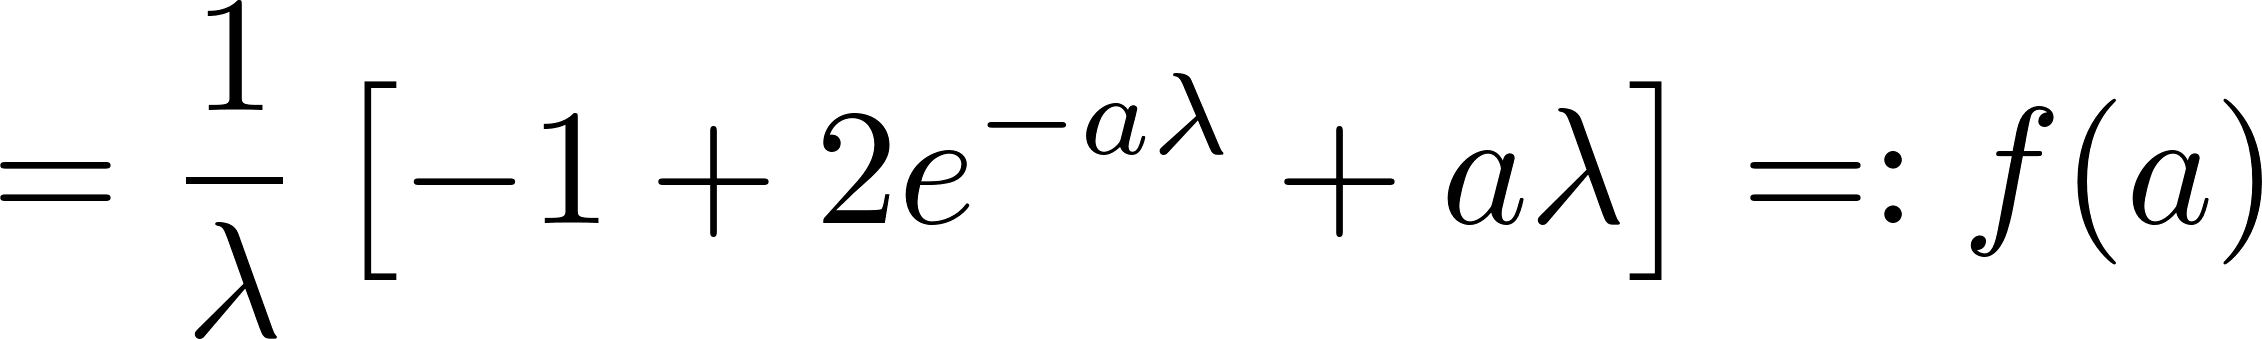 = \frac{1}{\lambda} \left[ -1 + 2e^{-a\lambda} + a\lambda \right] =: f(a)